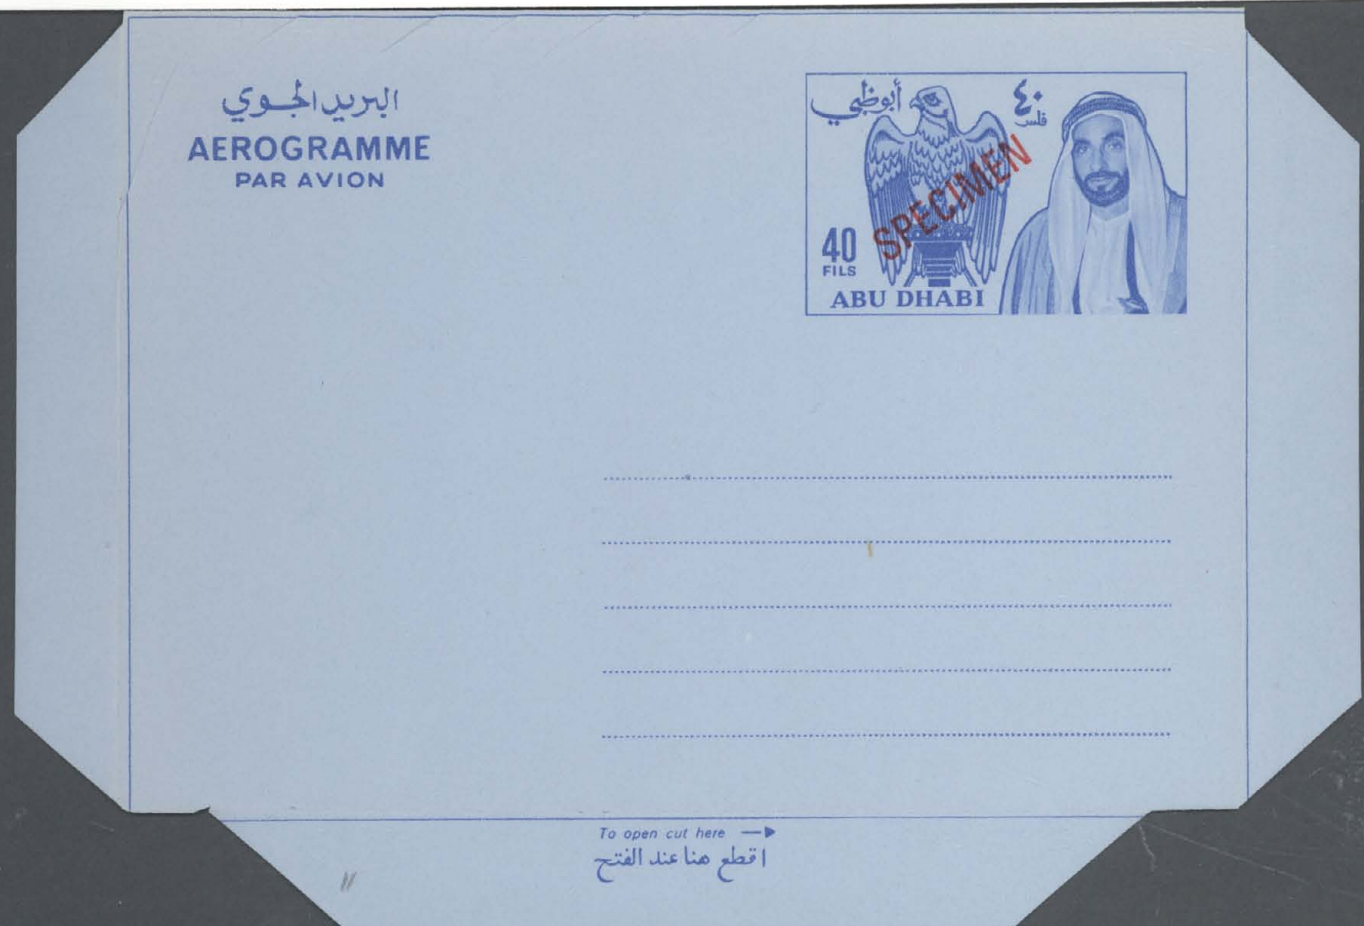 البريد الجوي
AEROGRAMME
PAR AVION
أبوظبي
٤٠
فلس
SPECIMEN
40
FILS
ABU DHABI
To open cut here
اقطع هنا عند الفتح